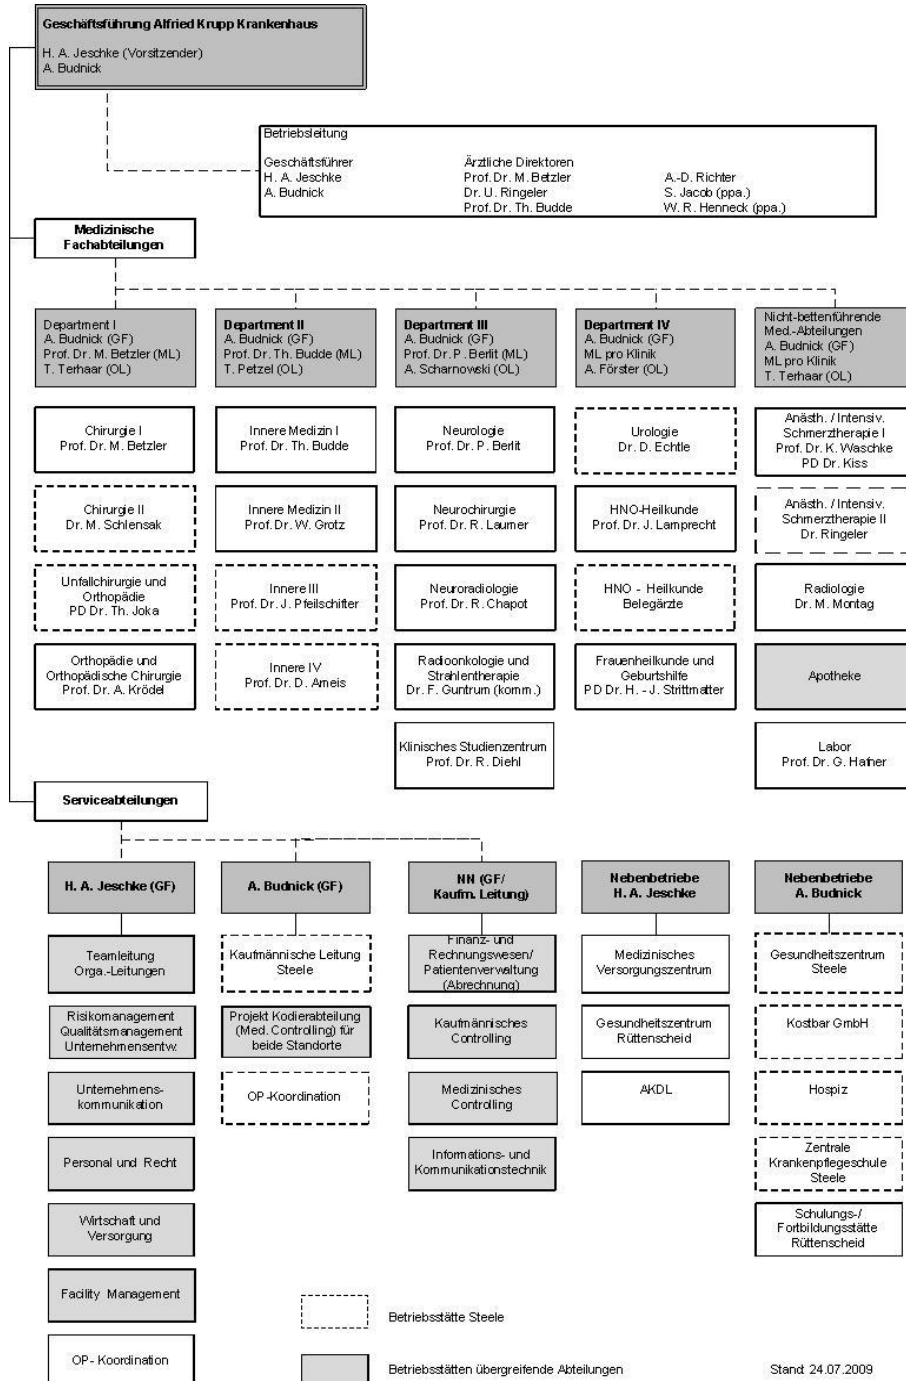 Geschäftsführung Alfried Krupp Krankenhaus
H. A. Jeschke (Vorsitzender)
A. Budnick
Betriebsleitung
Geschäftsführer
H. A. Jeschke
A. Budnick
Ärztliche Direktoren
Prof. Dr. M. Betzler
Dr. U. Ringeler
Prof. Dr. Th. Budde
A.-D. Richter
S. Jacob (ppa.)
W. R. Henneck (ppa.)
Medizinische
Fachabteilungen
Department I
A. Budnick (GF)
Prof. Dr. M. Betzler (ML)
T. Terhaar (OL)
Department II
A. Budnick (GF)
Prof. Dr. Th. Budde (ML)
T. Petzel (OL)
Department III
A. Budnick (GF)
Prof. Dr. P. Berlit (ML)
A. Scharnowski (OL)
Department IV
A. Budnick (GF)
ML pro Klinik
A. Förster (OL)
Nicht-bettenführende
Med.-Abteilungen
A. Budnick (GF)
ML pro Klinik
T. Terhaar (OL)
Chirurgie I
Prof. Dr. M. Betzler
Innere Medizin I
Prof. Dr. Th. Budde
Neurologie
Prof. Dr. P. Berlit
Urologie
Dr. D. Echtle
Anästh. / Intensiv.
Schmerztherapie I
Prof. Dr. K. Waschke
PD Dr. Kiss
Chirurgie II
Dr. M. Schlensak
Innere Medizin II
Prof. Dr. W. Grotz
Neurochirurgie
Prof. Dr. R. Laumer
HNO-Heilkunde
Prof. Dr. J. Lamprecht
Anästh. / Intensiv.
Schmerztherapie II
Dr. Ringeler
Unfallchirurgie und
Orthopädie
PD Dr. Th. Joka
Innere III
Prof. Dr. J. Pfeilschifter
Neuroradiologie
Prof. Dr. R. Chapot
HNO - Heilkunde
Belegärzte
Radiologie
Dr. M. Montag
Orthopädie und
Orthopädische Chirurgie
Prof. Dr. A. Krödel
Innere IV
Prof. Dr. D. Ameis
Radioonkologie und
Strahlentherapie
Dr. F. Guntrum (komm.)
Frauenheilkunde und
Geburtshilfe
PD Dr. H. - J. Strittmatter
Apotheke
Klinisches Studienzentrum
Prof. Dr. R. Diehl
Labor
Prof. Dr. G. Hafner
Serviceabteilungen
H. A. Jeschke (GF)
A. Budnick (GF)
NN (GF/
Kaufm. Leitung)
Nebenbetriebe
H. A. Jeschke
Nebenbetriebe
A. Budnick
Teamleitung
Orga.-Leitungen
Kaufmännische Leitung
Steele
Finanz- und
Rechnungswesen/
Patientenverwaltung
(Abrechnung)
Medizinisches
Versorgungszentrum
Gesundheitszentrum
Steele
Risikomanagement
Qualitätsmanagement
Unternehmensentw.
Projekt Kodierabteilung
(Med. Controlling) für
beide Standorte
Kaufmännisches
Controlling
Gesundheitszentrum
Rüttenscheid
Kostbar GmbH
Unternehmens-
kommunikation
OP -Koordination
Medizinisches
Controlling
AKDL
Hospiz
Personal und Recht
Informations- und
Kommunikationstechnik
Zentrale
Krankenpflegeschule
Steele
Wirtschaft und
Versorgung
Schulungs-/
Fortbildungsstätte
Rüttenscheid
Facility Management
Betriebsstätte Steele
OP- Koordination
Betriebsstätten übergreifende Abteilungen
Stand: 24.07.2009